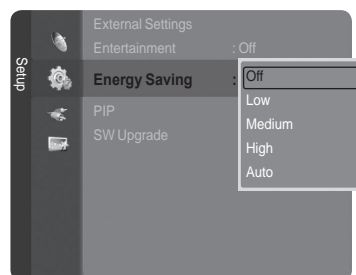 Setup
External Settings
Entertainment : Off
Energy Saving :
Off
Low
Medium
High
Auto
PIP
SW Upgrade